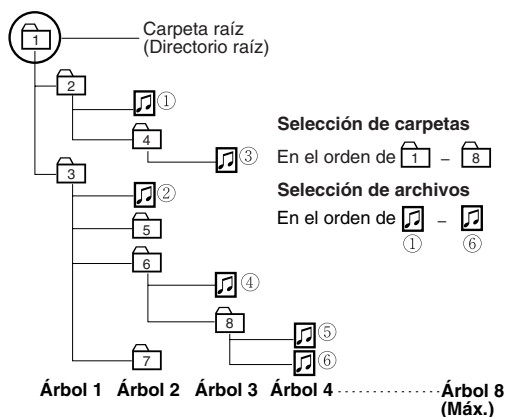 1
Carpeta raíz
(Directorio raíz)
2
①
4
③
3
②
5
6
④
8
⑤
⑥
7
Selección de carpetas
En el orden de 1 – 8
Selección de archivos
En el orden de –
① ⑥
Árbol 1 Árbol 2 Árbol 3 Árbol 4 Árbol 8
(Máx.)